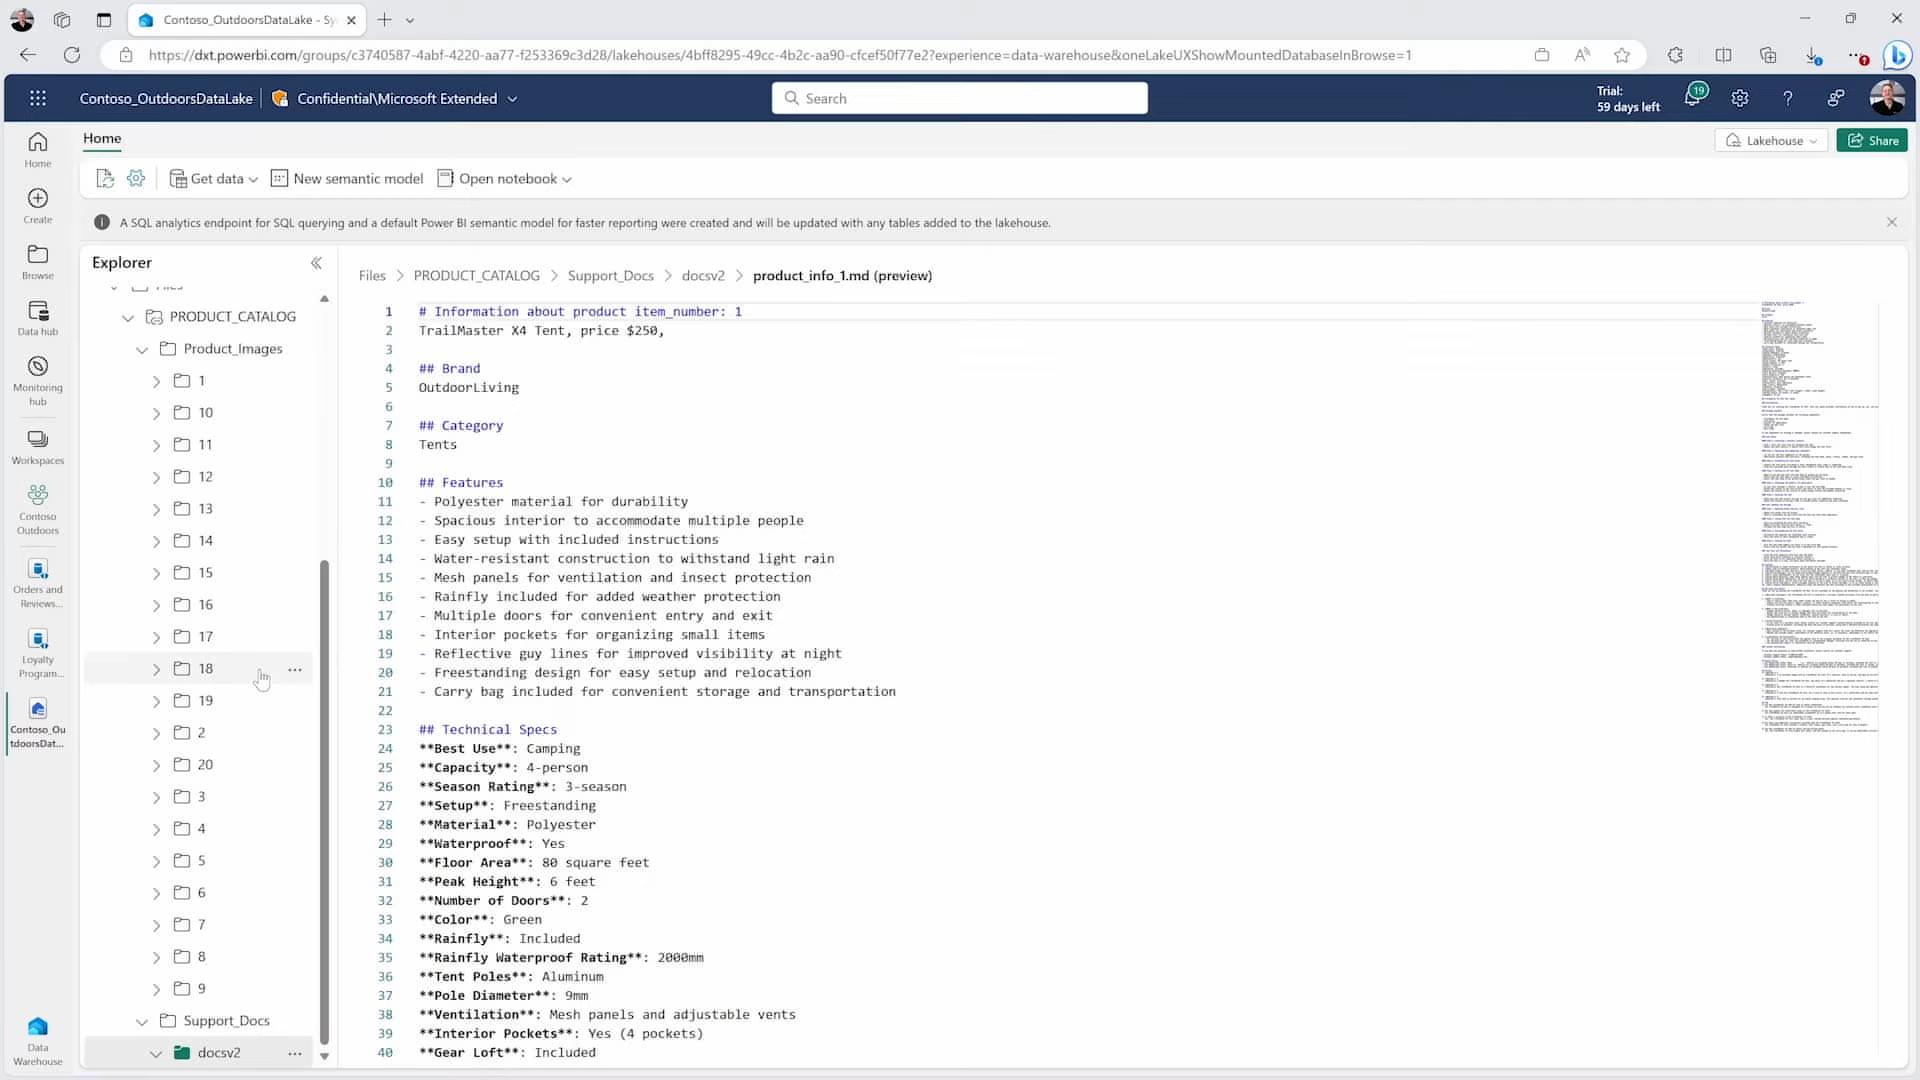 Contoso_OutdoorsDataLake - Sy
https://dxt.powerbi.com/groups/c3740587-4abf-4220-aa77-f253369c3d28/lakehouses/4bff8295-49cc-4b2c-aa90-cfcef50f77e2?experience=data-warehouse&oneLakeUXShowMountedDatabaseInBrowse=1
Contoso_OutdoorsDataLake
Confidential\Microsoft Extended
Search
Trial:
59 days left
19
Home
Lakehouse
Share
Get data
New semantic model
Open notebook
A SQL analytics endpoint for SQL querying and a default Power BI semantic model for faster reporting were created and will be updated with any tables added to the lakehouse.
Home
Create
Browse
Data hub
Monitoring
hub
Workspaces
Contoso
Outdoors
Orders and
Reviews...
Loyalty
Program...
Contoso_Ou
tdoorsDat...
Data
Warehouse
Explorer
Files
PRODUCT_CATALOG
Product_Images
1
10
11
12
13
14
15
16
17
18
19
2
20
3
4
5
6
7
8
9
Support_Docs
docsv2
Files > PRODUCT_CATALOG > Support_Docs > docsv2 > product_info_1.md (preview)
1 # Information about product item_number: 1
2 TrailMaster X4 Tent, price $250,
3
4 ## Brand
5 OutdoorLiving
6
7 ## Category
8 Tents
9
10 ## Features
11 - Polyester material for durability
12 - Spacious interior to accommodate multiple people
13 - Easy setup with included instructions
14 - Water-resistant construction to withstand light rain
15 - Mesh panels for ventilation and insect protection
16 - Rainfly included for added weather protection
17 - Multiple doors for convenient entry and exit
18 - Interior pockets for organizing small items
19 - Reflective guy lines for improved visibility at night
20 - Freestanding design for easy setup and relocation
21 - Carry bag included for convenient storage and transportation
22
23 ## Technical Specs
24 **Best Use**: Camping
25 **Capacity**: 4-person
26 **Season Rating**: 3-season
27 **Setup**: Freestanding
28 **Material**: Polyester
29 **Waterproof**: Yes
30 **Floor Area**: 80 square feet
31 **Peak Height**: 6 feet
32 **Number of Doors**: 2
33 **Color**: Green
34 **Rainfly**: Included
35 **Rainfly Waterproof Rating**: 2000mm
36 **Tent Poles**: Aluminum
37 **Pole Diameter**: 9mm
38 **Ventilation**: Mesh panels and adjustable vents
39 **Interior Pockets**: Yes (4 pockets)
40 **Gear Loft**: Included